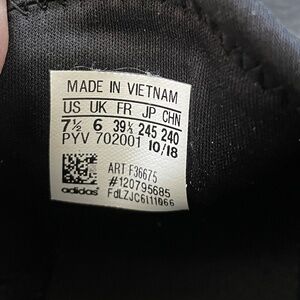 MADE IN VIETNAM
US UK FR JP CHN
7½ 6 39⅓ 245 240
PYV 702001 10/18
ART F36675
#120795685
adidas FdLZJC6111066